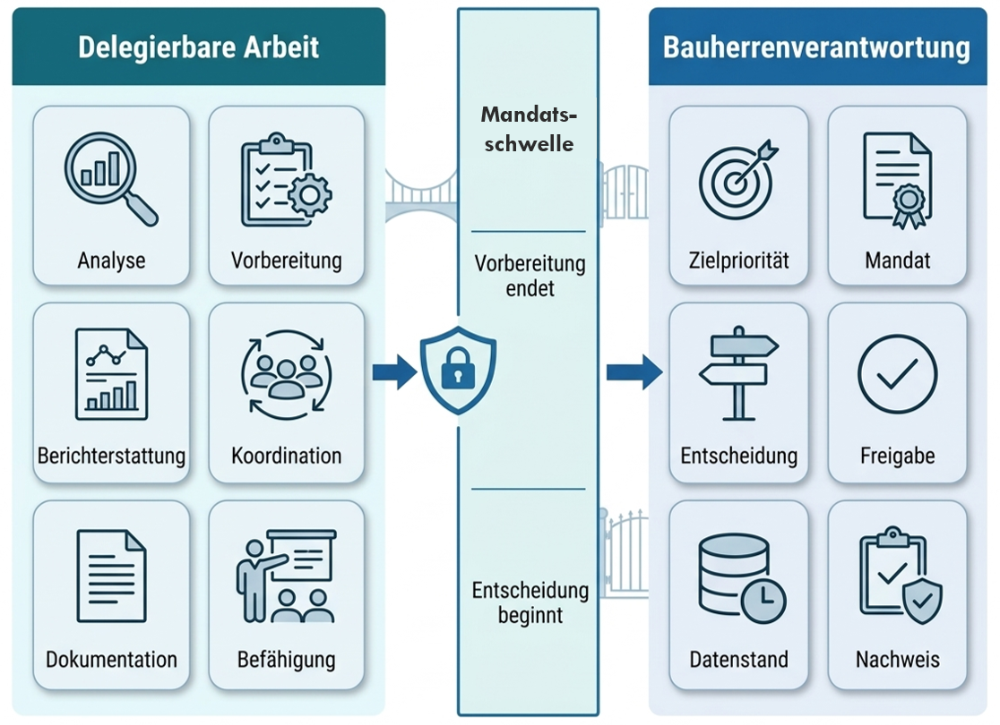 Delegierbare Arbeit
Analyse
Vorbereitung
Berichterstattung
Koordination
Dokumentation
Befähigung
Mandats-
schwelle
Vorbereitung
endet
Entscheidung
beginnt
Bauherrenverantwortung
Zielpriorität
Mandat
Entscheidung
Freigabe
Datenstand
Nachweis